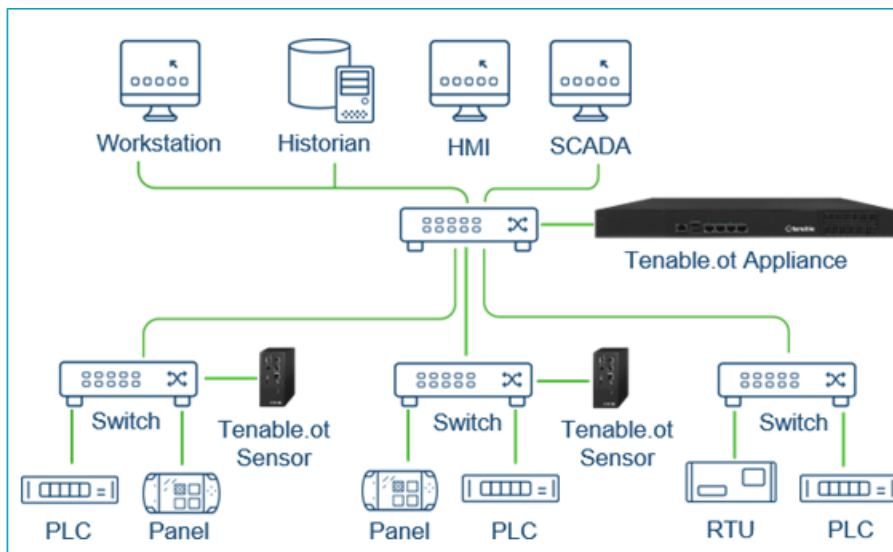 Workstation
Historian
HMI
SCADA
tenable
Tenable.ot Appliance
Switch
Tenable.ot
Sensor
Switch
Tenable.ot
Sensor
Switch
PLC
Panel
Panel
PLC
RTU
PLC